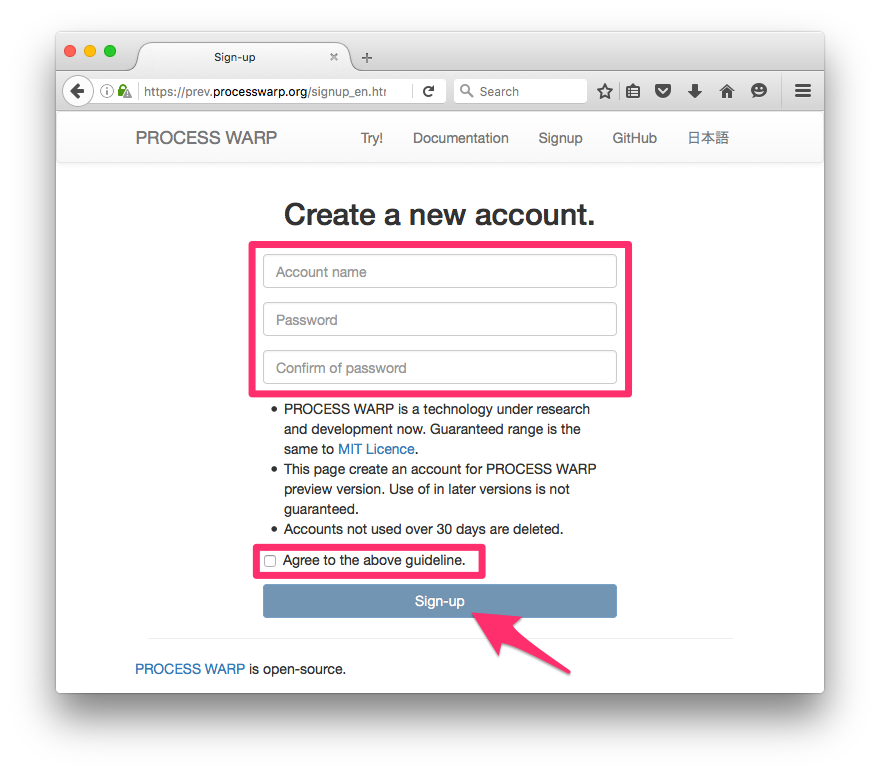 Sign-up
https://prev.processwarp.org/signup_en.htr
Search
PROCESS WARP Try! Documentation Signup GitHub 日本語
Create a new account.
Account name
Password
Confirm of password
PROCESS WARP is a technology under research
and development now. Guaranteed range is the
same to MIT Licence.
This page create an account for PROCESS WARP
preview version. Use of in later versions is not
guaranteed.
Accounts not used over 30 days are deleted.
Agree to the above guideline.
Sign-up
PROCESS WARP is open-source.